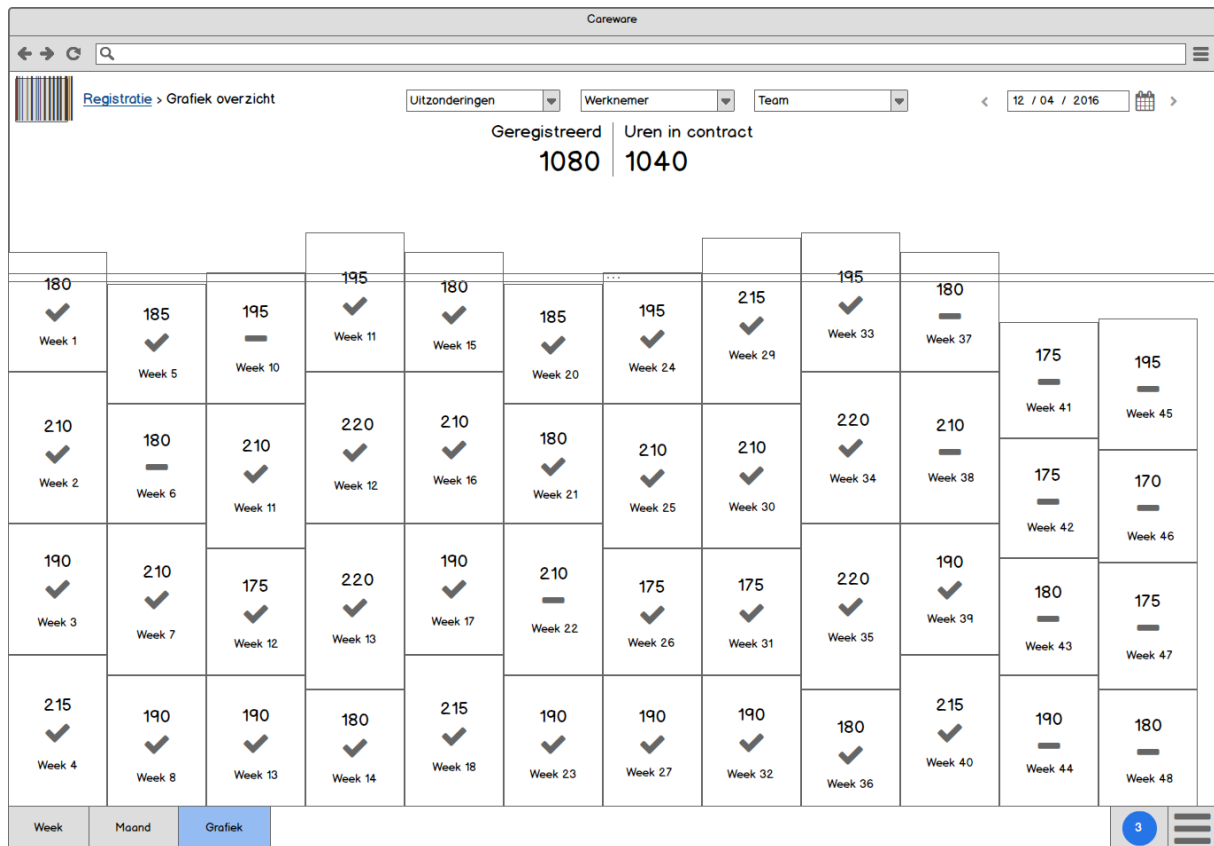 Careware
Registratie > Grafiek overzicht
Uitzonderingen
Werknemer
Team
<
12 / 04 / 2016
>
Geregistreerd
1080
Uren in contract
1040
180
Week 1
210
Week 2
190
Week 3
215
Week 4
185
Week 5
180
Week 6
210
Week 7
190
Week 8
195
Week 10
210
Week 11
175
Week 12
190
Week 13
195
Week 11
220
Week 12
220
Week 13
180
Week 14
180
Week 15
210
Week 16
190
Week 17
215
Week 18
185
Week 20
180
Week 21
210
Week 22
190
Week 23
...
195
Week 24
210
Week 25
175
Week 26
190
Week 27
215
Week 29
210
Week 30
175
Week 31
190
Week 32
195
Week 33
220
Week 34
220
Week 35
180
Week 36
180
Week 37
210
Week 38
190
Week 39
215
Week 40
175
Week 41
175
Week 42
180
Week 43
190
Week 44
195
Week 45
170
Week 46
175
Week 47
180
Week 48
Week
Maand
Grafiek
3